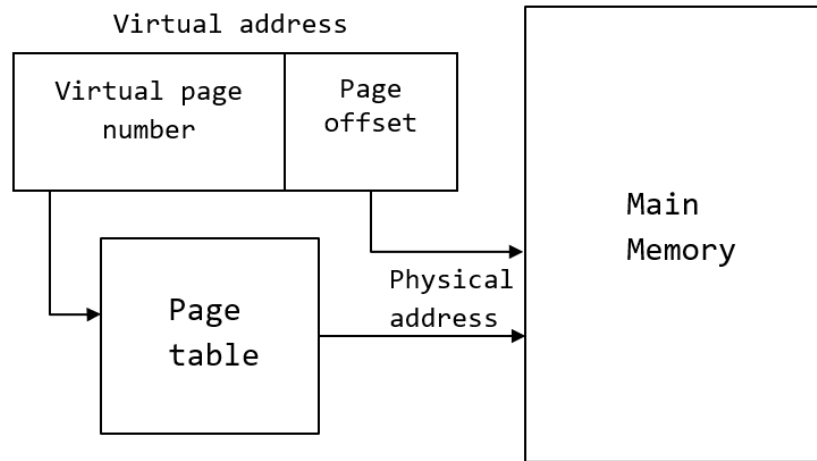 Virtual address
Virtual page
number
Page
offset
Page
table
Physical
address
Main
Memory